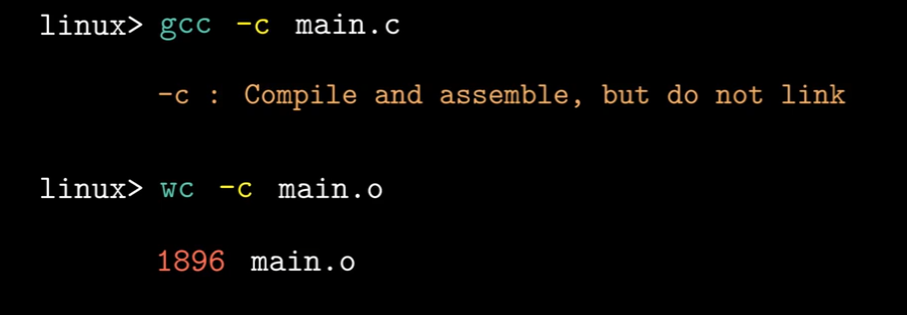 linux> gcc -c main.c
-c : Compile and assemble, but do not link
linux> wc -c main.o
1896 main.o